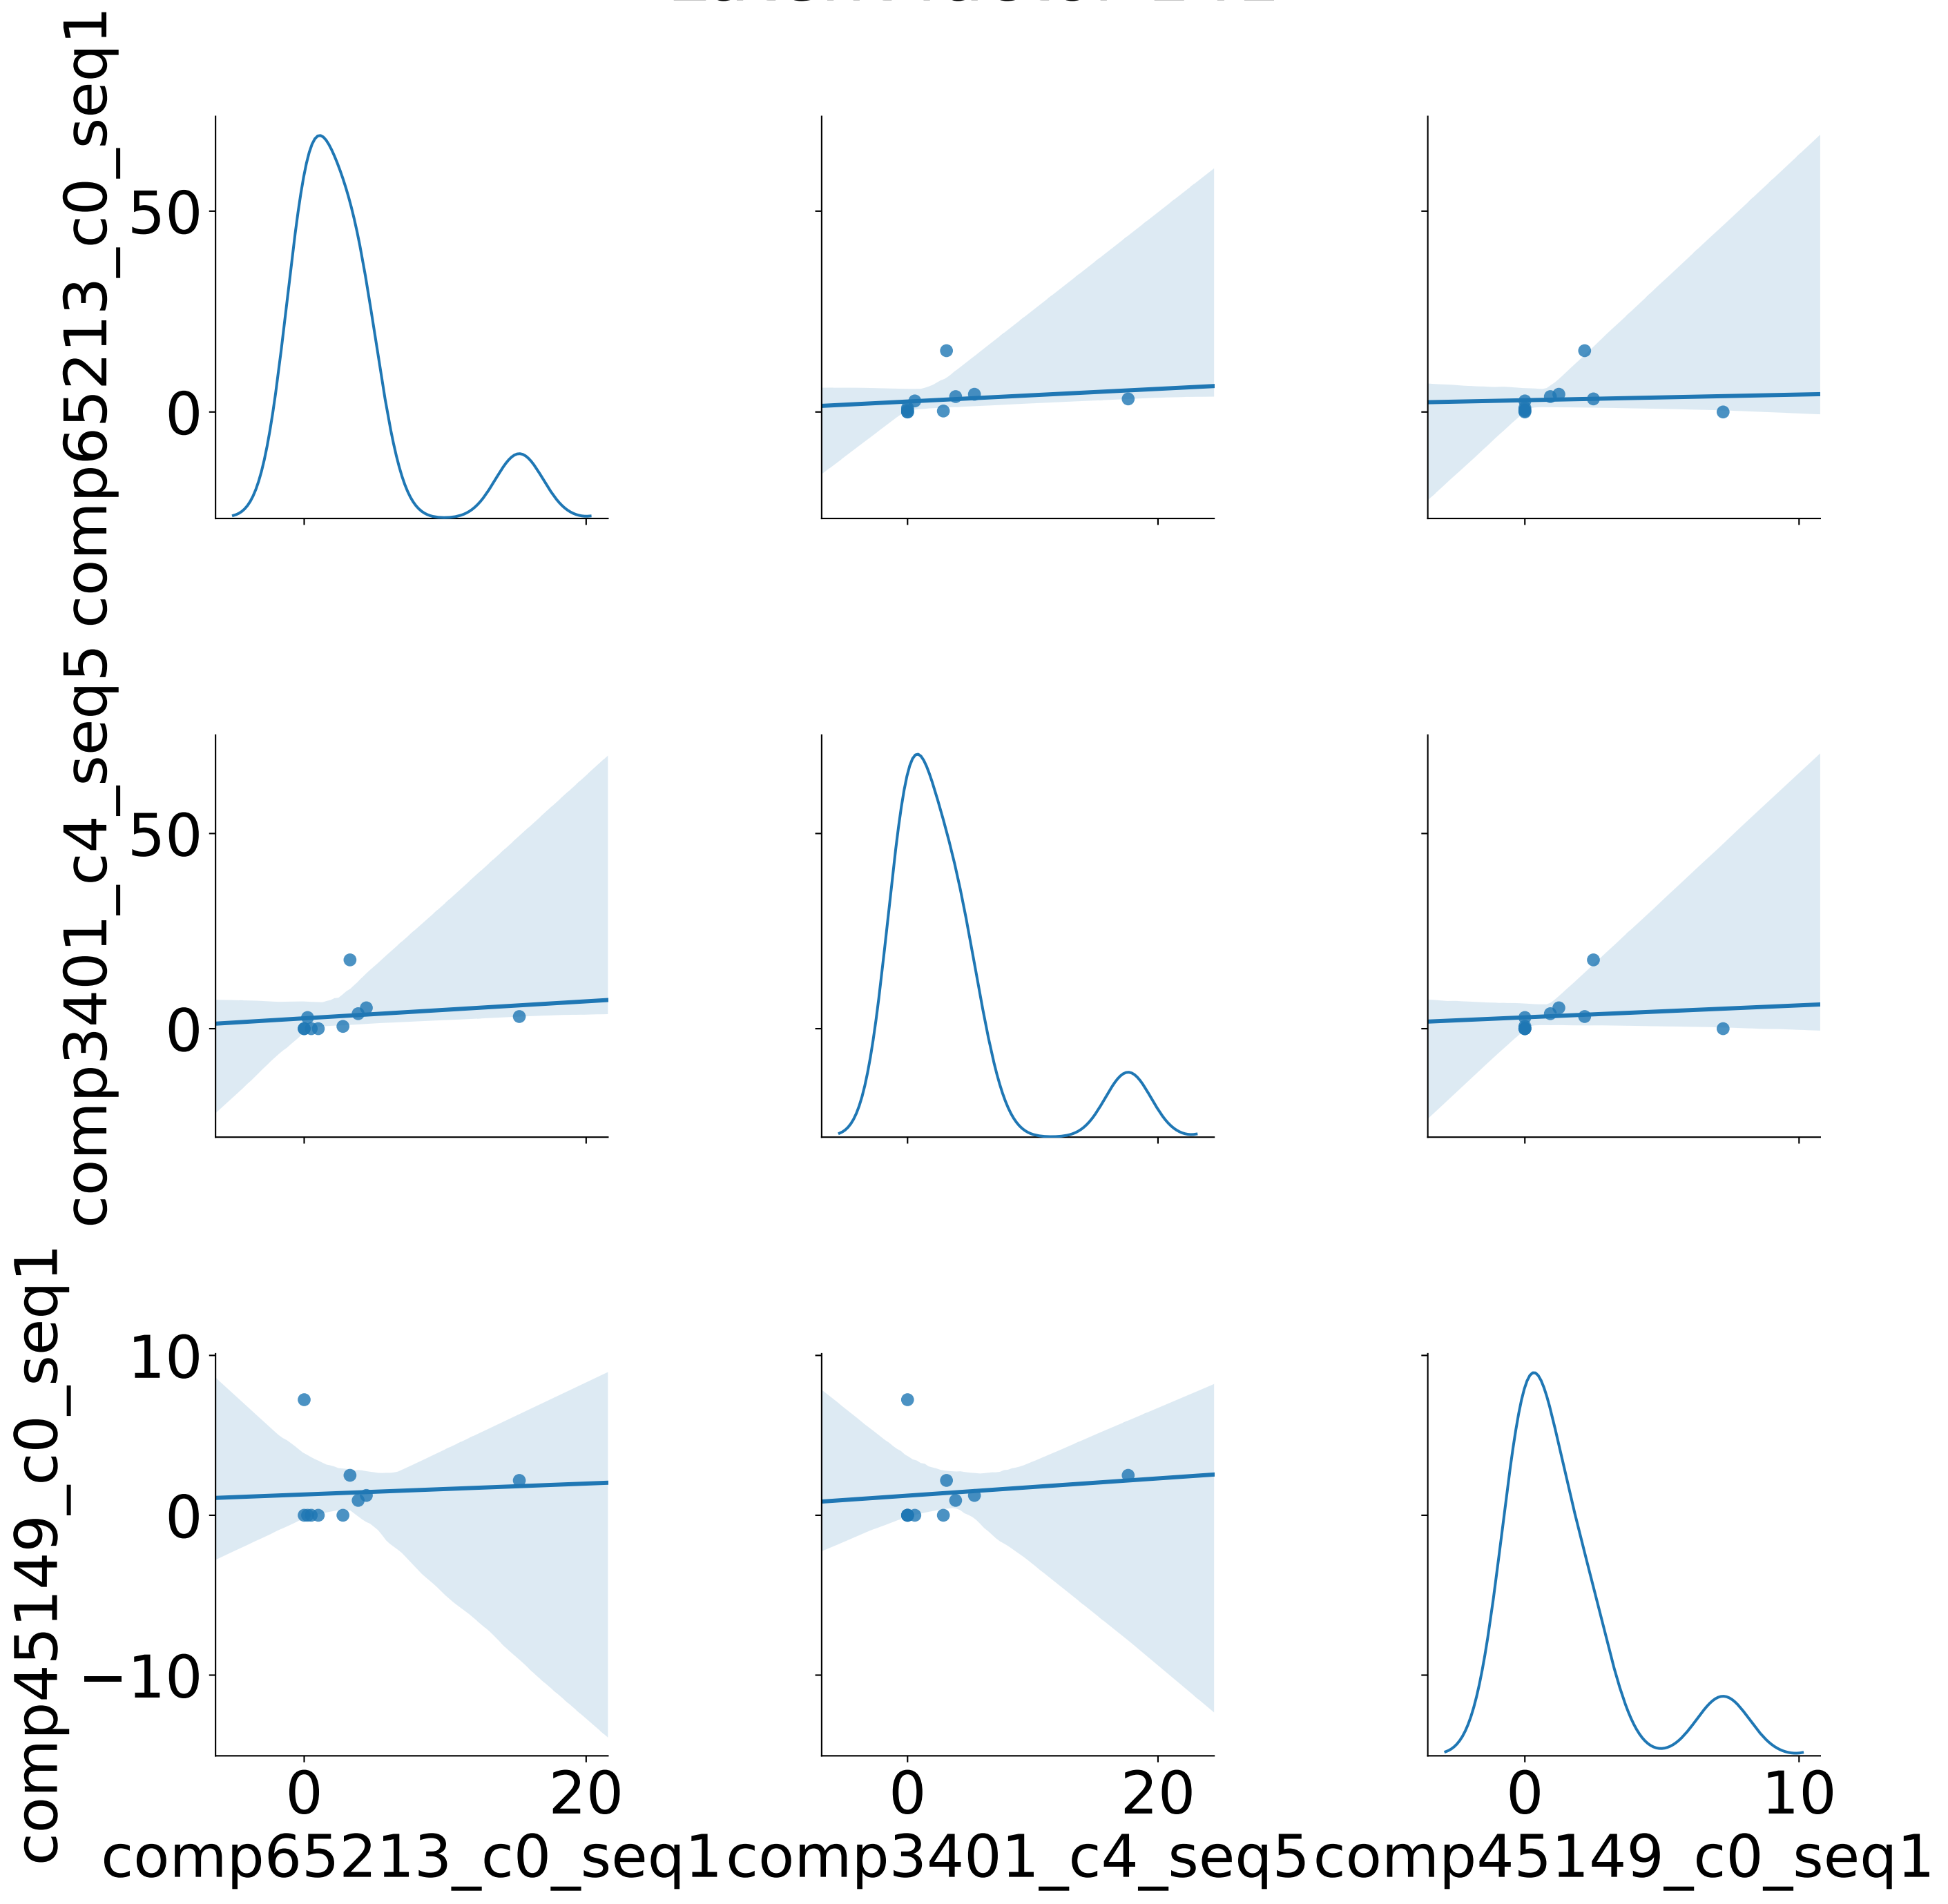 comp65213_c0_seq1
50
0
comp3401_c4_seq5
50
0
comp45149_c0_seq1
10
0
−10
0 20 0 20 0 10
comp65213_c0_seq1 comp3401_c4_seq5 comp45149_c0_seq1